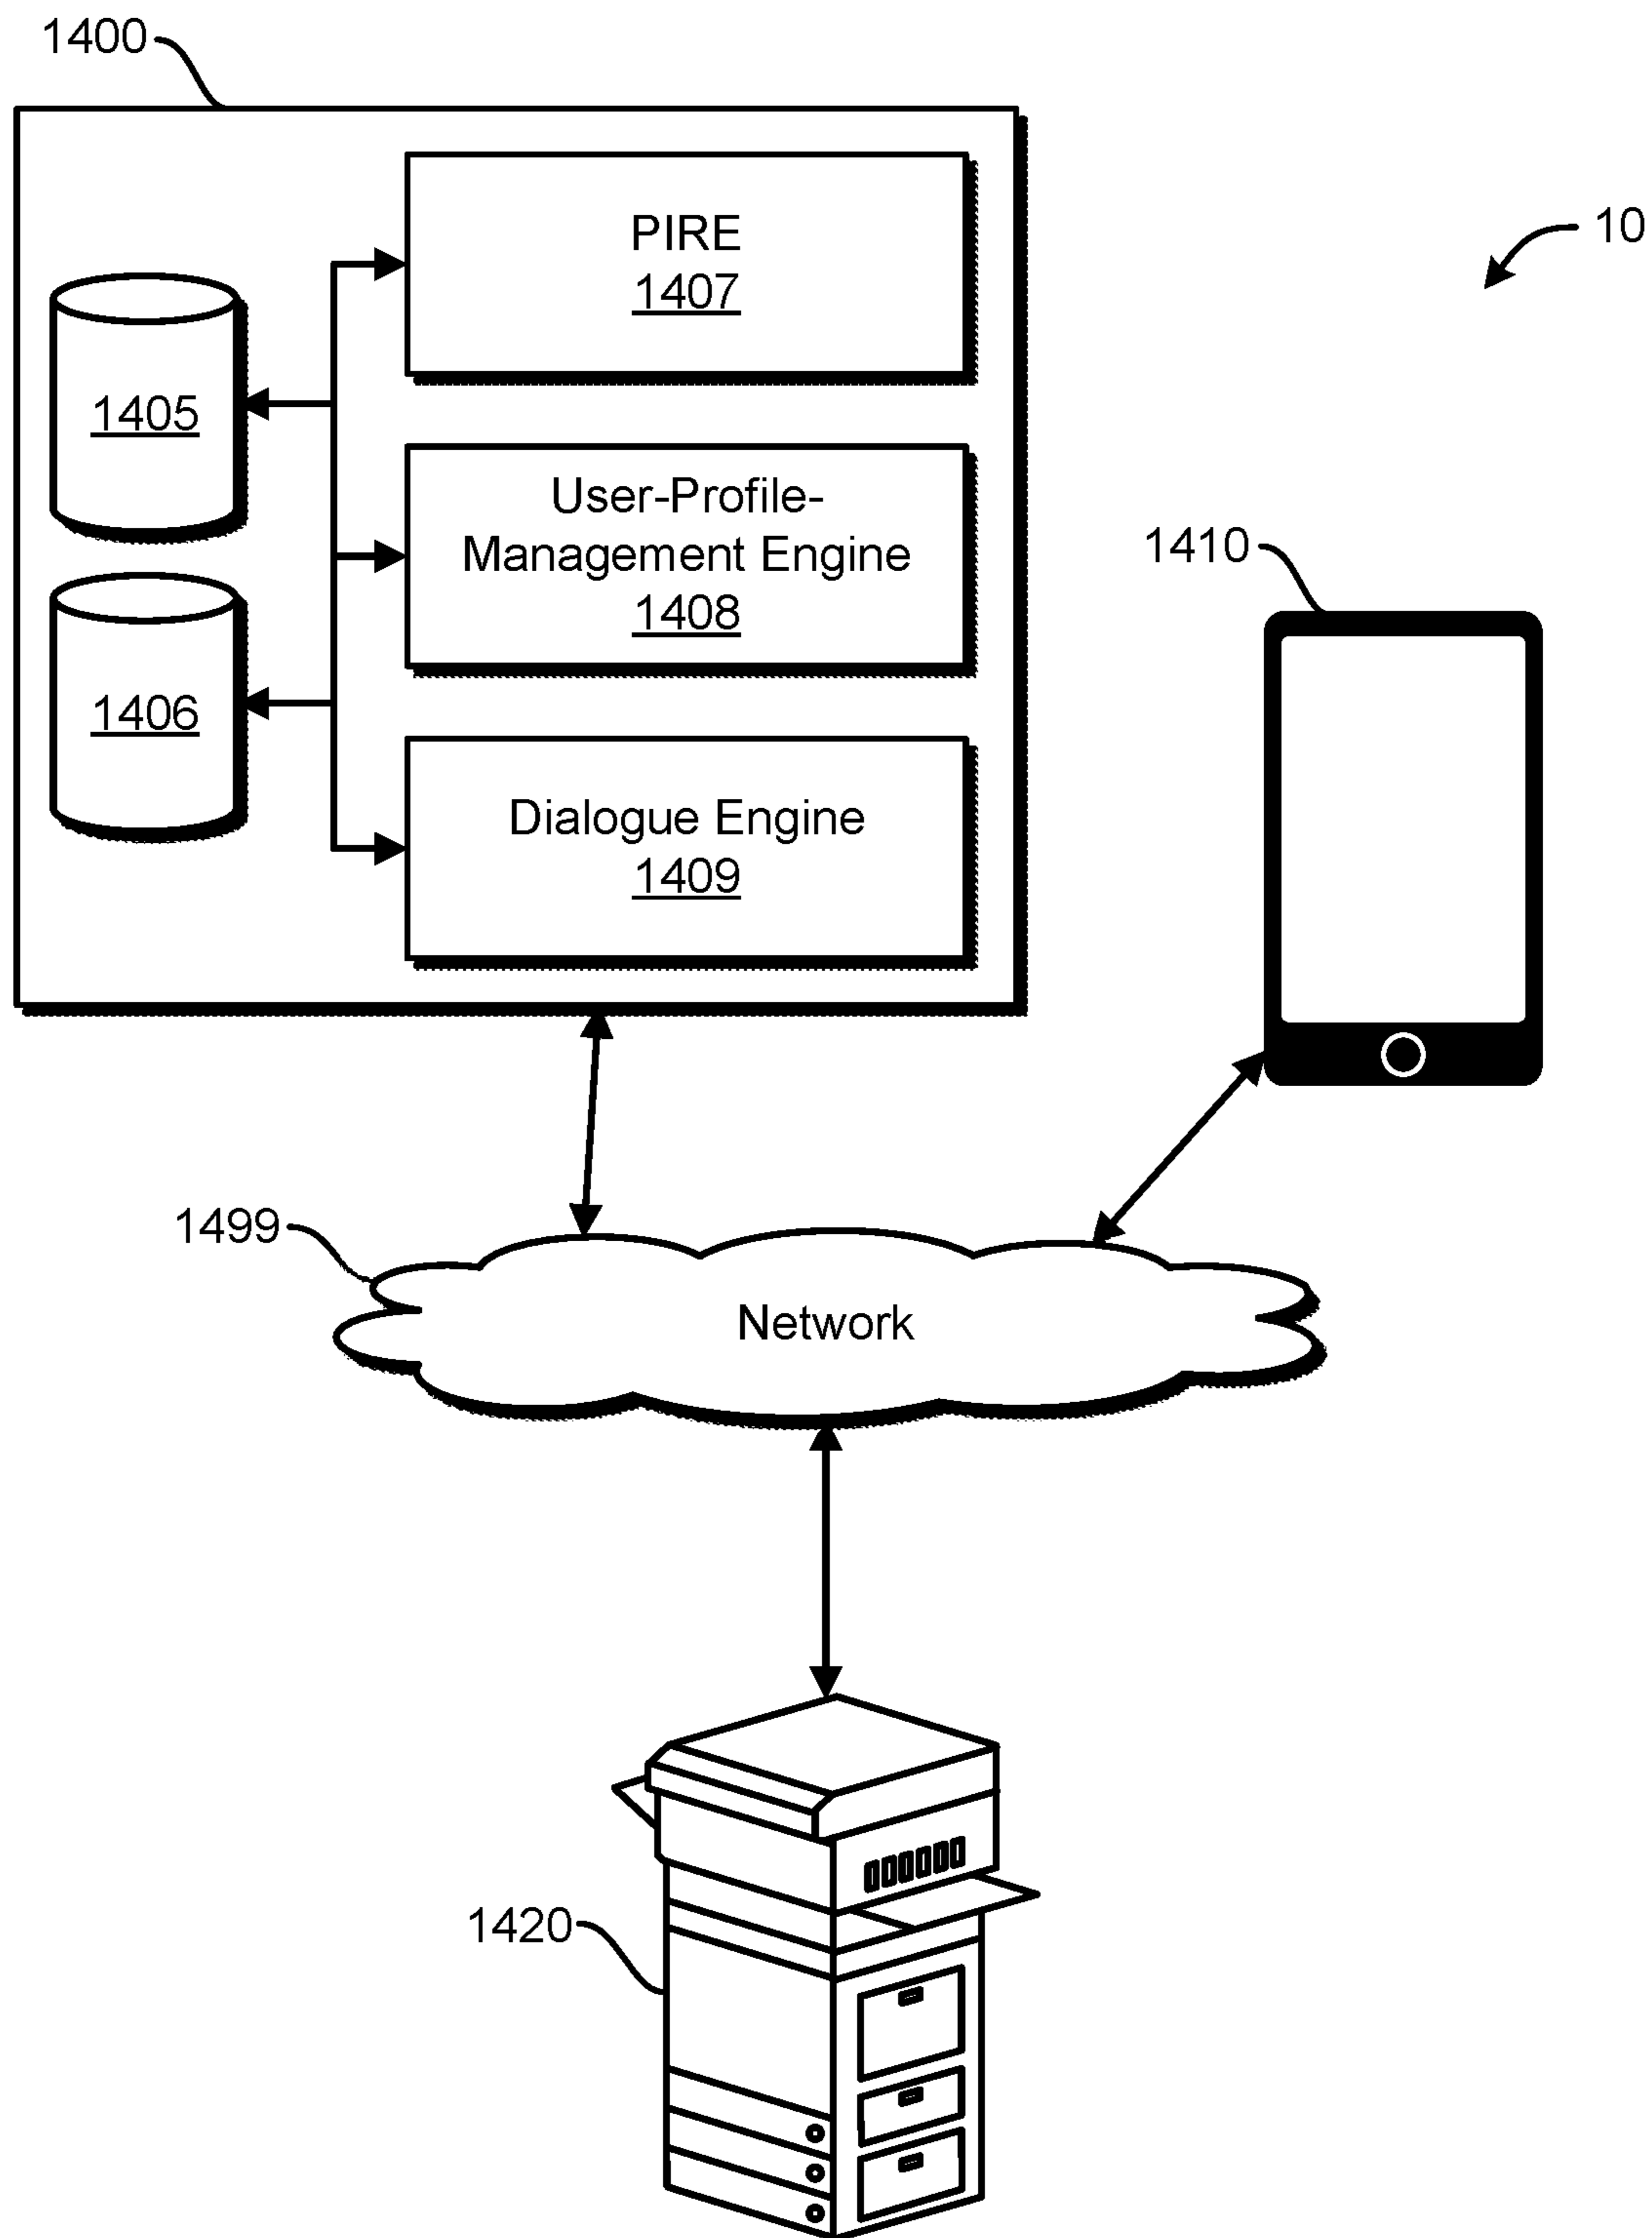 1400
PIRE
1407
10
1405
User-Profile-
Management Engine
1408
1410
1406
Dialogue Engine
1409
1499
Network
1420